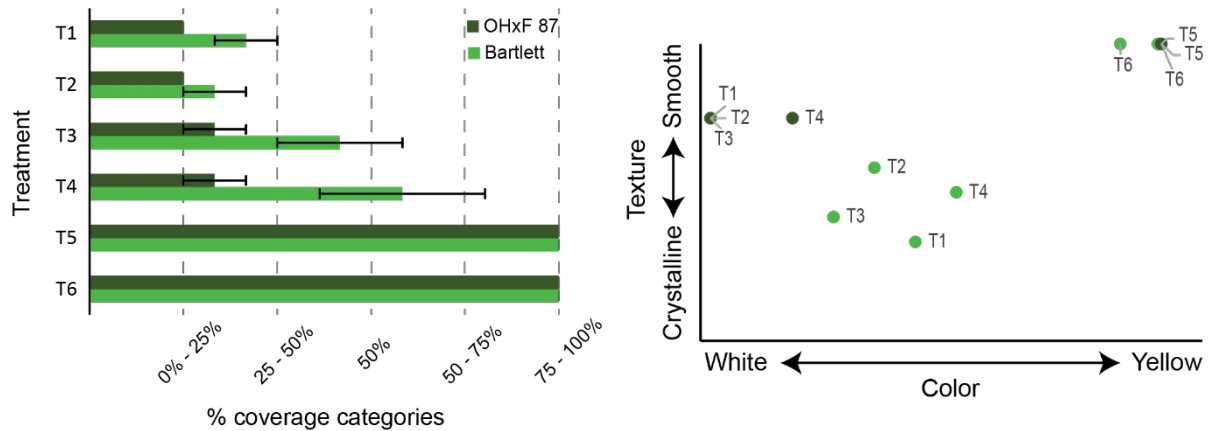 OHxF 87
Bartlett
Treatment
T1
T2
T3
T4
T5
T6
0% - 25%
25 - 50%
50%
50 - 75%
75 - 100%
% coverage categories
Texture
Smooth
Crystalline
T1
T2
T3
T4
T2
T4
T3
T1
T6
T5
T5
T6
White
Yellow
Color